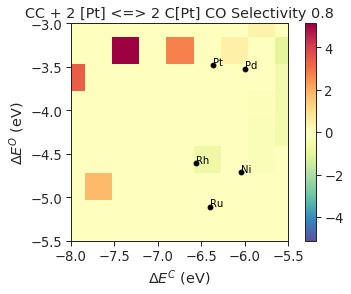 CC + 2 [Pt] <=> 2 C[Pt] CO Selectivity 0.8
−3.0
−3.5
−4.0
−4.5
−5.0
−5.5
ΔE^O (eV)
Pt
Pd
Rh
Ni
Ru
−8.0 −7.5 −7.0 −6.5 −6.0 −5.5
ΔE^C (eV)
4
2
0
−2
−4